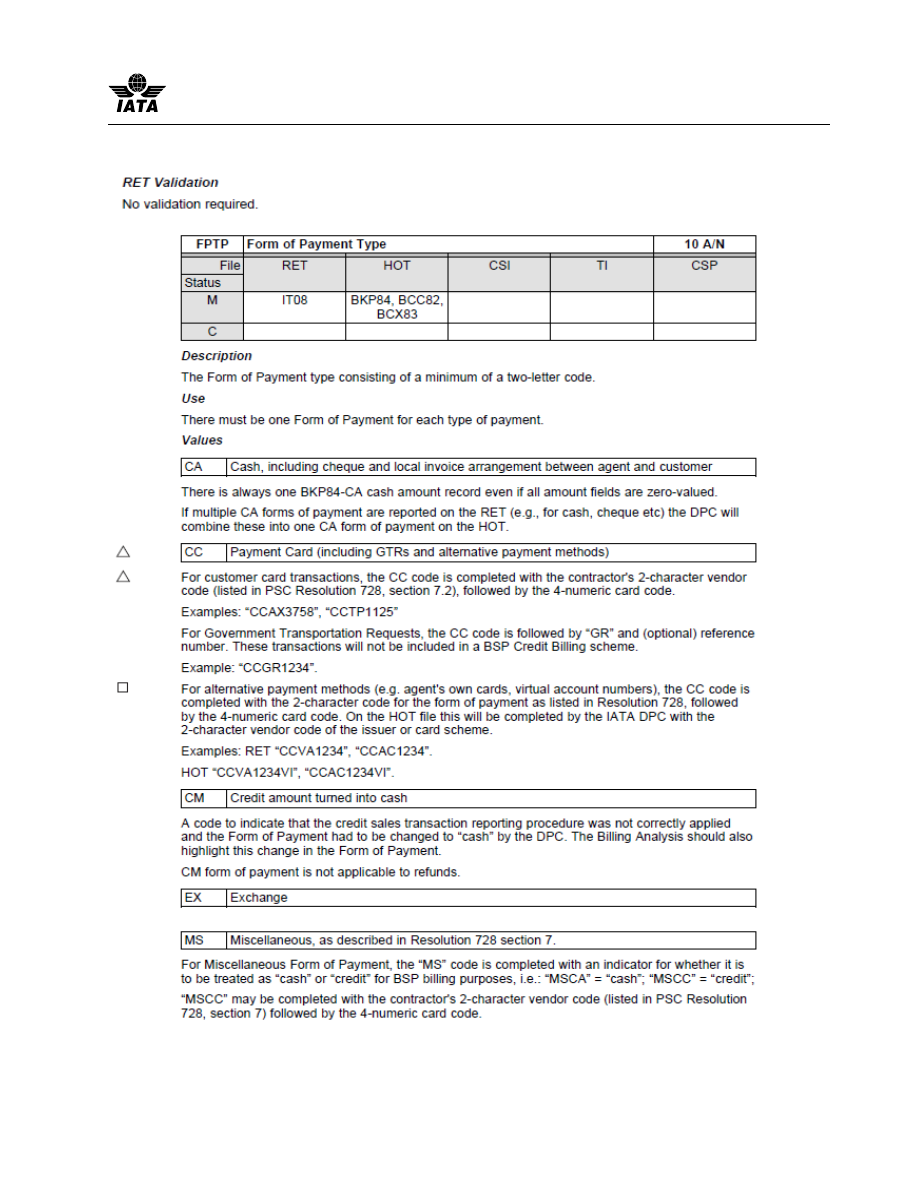 IATA
RET Validation
No validation required.
FPTP Form of Payment Type 10 A/N
File RET HOT CSI TI CSP
Status
M IT08 BKP84, BCC82,
BCX83
C
Description
The Form of Payment type consisting of a minimum of a two-letter code.
Use
There must be one Form of Payment for each type of payment.
Values
CA Cash, including cheque and local invoice arrangement between agent and customer
There is always one BKP84-CA cash amount record even if all amount fields are zero-valued.
If multiple CA forms of payment are reported on the RET (e.g., for cash, cheque etc) the DPC will
combine these into one CA form of payment on the HOT.
CC Payment Card (including GTRs and alternative payment methods)
For customer card transactions, the CC code is completed with the contractor's 2-character vendor
code (listed in PSC Resolution 728, section 7.2), followed by the 4-numeric card code.
Examples: “CCAX3758”, “CCTP1125”
For Government Transportation Requests, the CC code is followed by “GR” and (optional) reference
number. These transactions will not be included in a BSP Credit Billing scheme.
Example: “CCGR1234”.
For alternative payment methods (e.g. agent's own cards, virtual account numbers), the CC code is
completed with the 2-character code for the form of payment as listed in Resolution 728, followed
by the 4-numeric card code. On the HOT file this will be completed by the IATA DPC with the
2-character vendor code of the issuer or card scheme.
Examples: RET “CCVA1234”, “CCAC1234”.
HOT “CCVA1234VI”, “CCAC1234VI”.
CM Credit amount turned into cash
A code to indicate that the credit sales transaction reporting procedure was not correctly applied
and the Form of Payment had to be changed to “cash” by the DPC. The Billing Analysis should also
highlight this change in the Form of Payment.
CM form of payment is not applicable to refunds.
EX Exchange
MS Miscellaneous, as described in Resolution 728 section 7.
For Miscellaneous Form of Payment, the “MS” code is completed with an indicator for whether it is
to be treated as “cash” or “credit” for BSP billing purposes, i.e.: “MSCA” = “cash”; “MSCC” = “credit”;
“MSCC” may be completed with the contractor's 2-character vendor code (listed in PSC Resolution
728, section 7) followed by the 4-numeric card code.